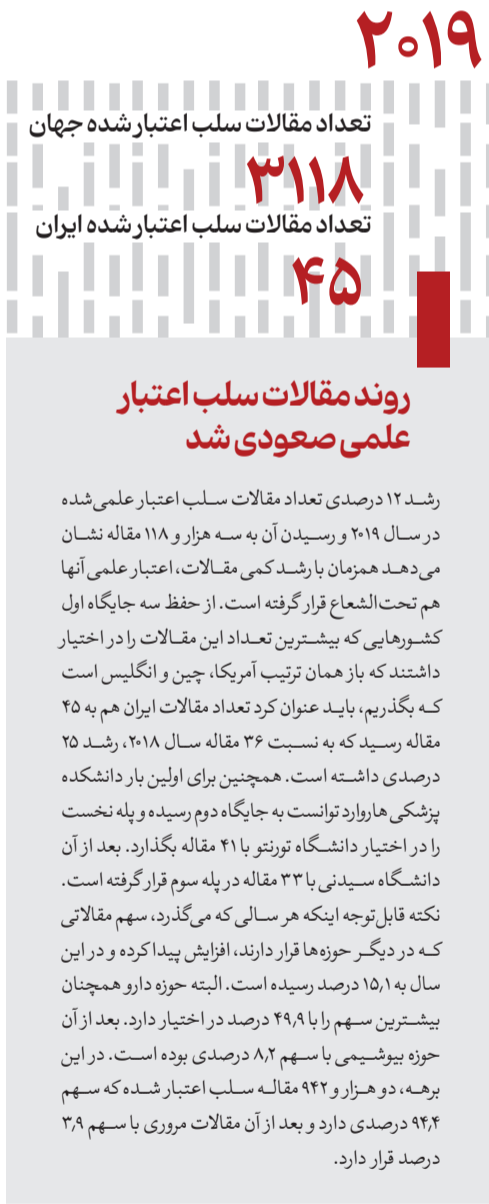 ۲۰۱۹
تعداد مقالات سلب اعتبار شده جهان
۳۱۱۸
تعداد مقالات سلب اعتبار شده ایران
۴۵
روند مقالات سلب اعتبار
علمی صعودی شد
رشد ۱۲ درصدی تعداد مقالات سلب اعتبار علمی‌شده
در سال ۲۰۱۹ و رسیدن آن به سه هزار و ۱۱۸ مقاله نشان
می‌دهد همزمان با رشد کمی مقالات، اعتبار علمی آنها
هم تحت‌الشعاع قرار گرفته است. از حفظ سه جایگاه اول
کشورهایی که بیشترین تعداد این مقالات را در اختیار
داشتند که باز همان ترتیب آمریکا، چین و انگلیس است
که بگذریم، باید عنوان کرد تعداد مقالات ایران هم به ۴۵
مقاله رسید که به نسبت ۳۶ مقاله سال ۲۰۱۸، رشد ۲۵
درصدی داشته است. همچنین برای اولین بار دانشکده
پزشکی هاروارد توانست به جایگاه دوم رسیده و پله نخست
را در اختیار دانشگاه تورنتو با ۴۱ مقاله بگذارد. بعد از آن
دانشگاه سیدنی با ۳۳ مقاله در پله سوم قرار گرفته است.
نکته قابل‌توجه اینکه هر سالی که می‌گذرد، سهم مقالاتی
که در دیگر حوزه‌ها قرار دارند، افزایش پیدا کرده و در این
سال به ۱۵٫۱ درصد رسیده است. البته حوزه دارو همچنان
بیشترین سهم را با ۴۹٫۹ درصد در اختیار دارد. بعد از آن
حوزه بیوشیمی با سهم ۸٫۲ درصدی بوده است. در این
برهه، دو هزار و ۹۴۲ مقاله سلب اعتبار شده که سهم
۹۴٫۴ درصدی دارد و بعد از آن مقالات مروری با سهم ۳٫۹
درصد قرار دارد.